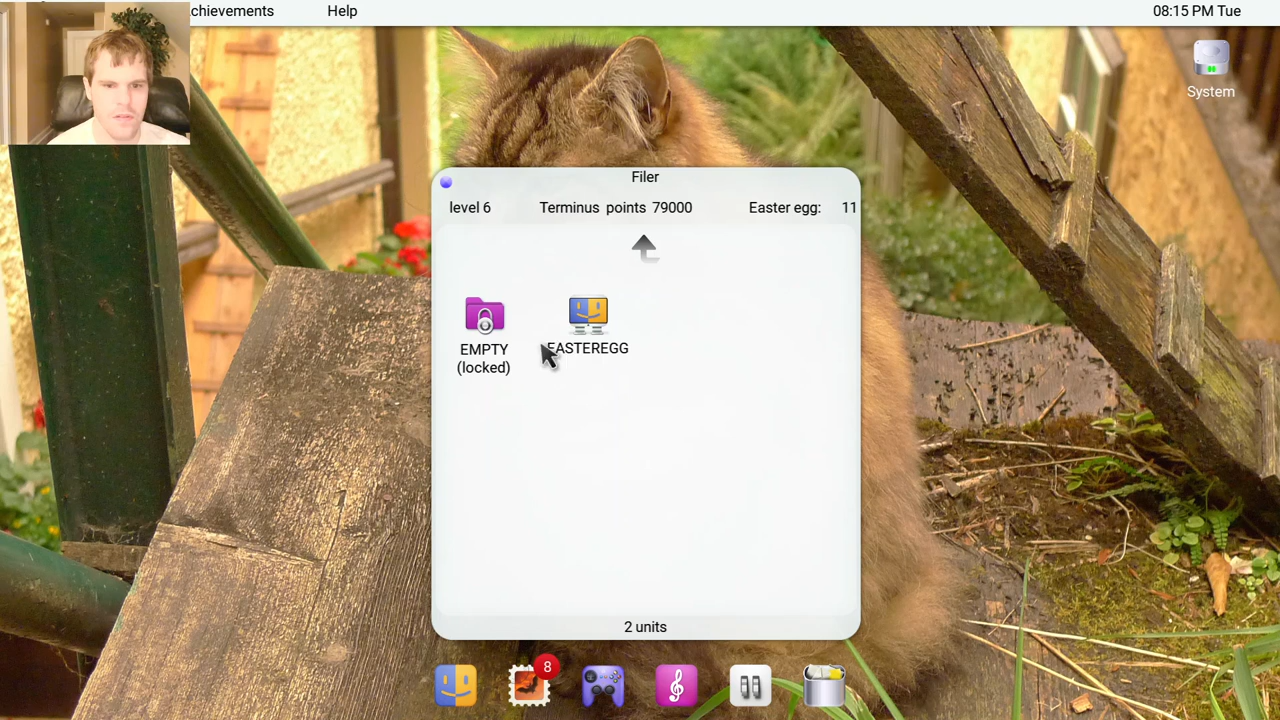 chievements Help 08:15 PM Tue
System
Filer
level 6 Terminus points 79000 Easter egg: 11
EMPTY
(locked)
EASTEREGG
2 units
8